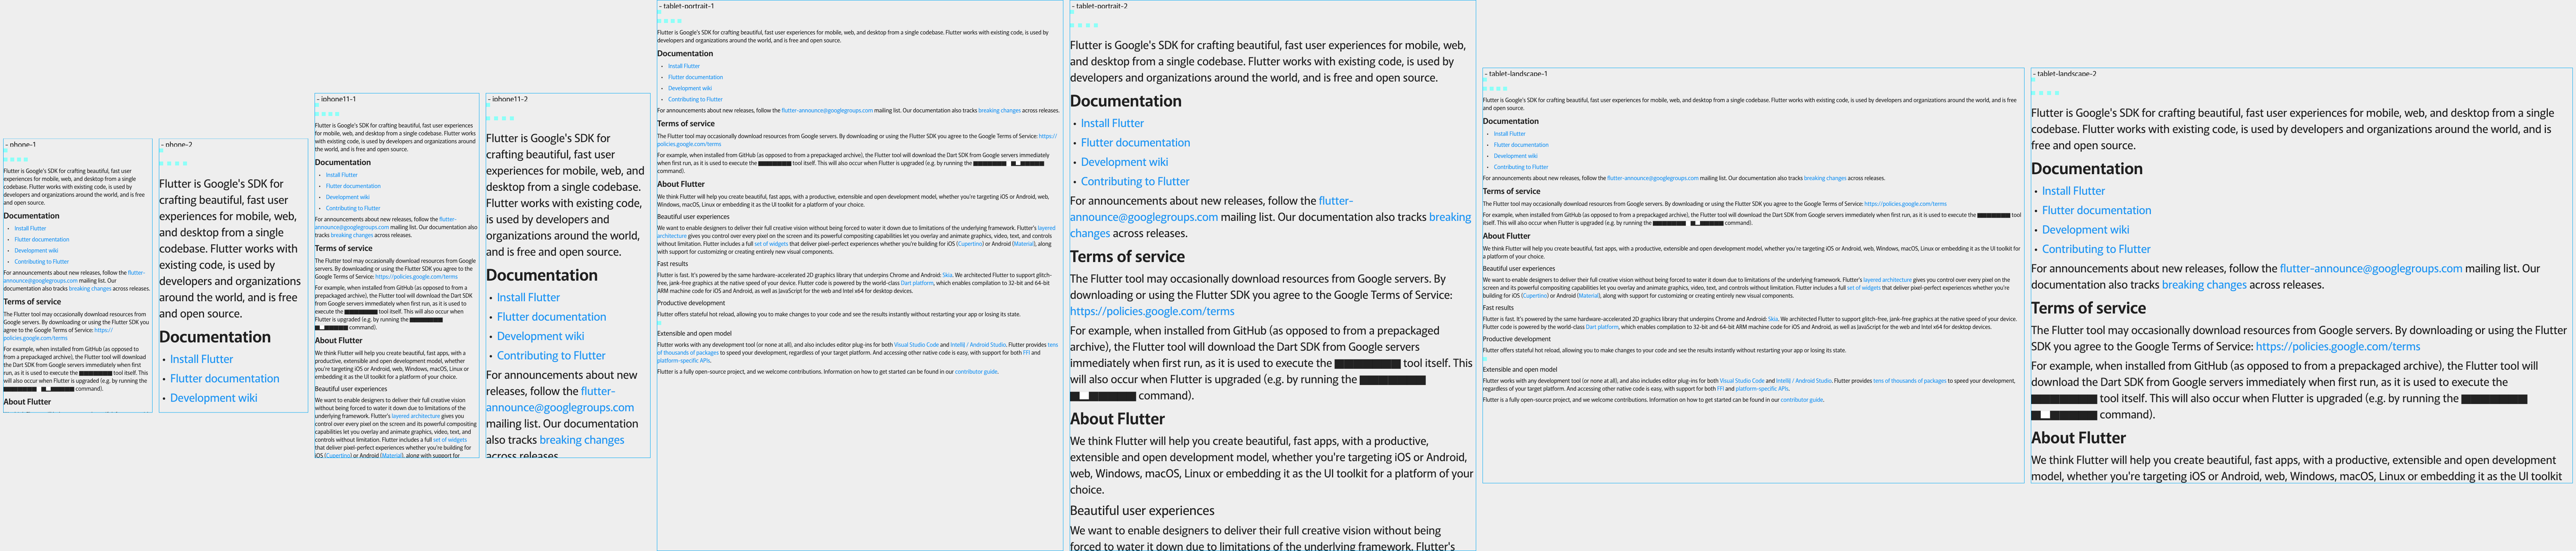 - phone-1
Flutter is Google's SDK for crafting beautiful, fast user
experiences for mobile, web, and desktop from a single
codebase. Flutter works with existing code, is used by
developers and organizations around the world, and is free
and open source.
Documentation
• Install Flutter
• Flutter documentation
• Development wiki
• Contributing to Flutter
For announcements about new releases, follow the flutter-
announce@googlegroups.com mailing list. Our
documentation also tracks breaking changes across releases.
Terms of service
The Flutter tool may occasionally download resources from
Google servers. By downloading or using the Flutter SDK you
agree to the Google Terms of Service: https://
policies.google.com/terms
For example, when installed from GitHub (as opposed to
from a prepackaged archive), the Flutter tool will download
the Dart SDK from Google servers immediately when first
run, as it is used to execute the tool itself. This
will also occur when Flutter is upgraded (e.g. by running the
command).
About Flutter
- phone-2
Flutter is Google's SDK for
crafting beautiful, fast user
experiences for mobile, web,
and desktop from a single
codebase. Flutter works with
existing code, is used by
developers and
organizations around the
world, and is free and open source.
Documentation
• Install Flutter
• Flutter documentation
• Development wiki
- iphone11-1
Flutter is Google's SDK for crafting beautiful, fast user experiences
for mobile, web, and desktop from a single codebase. Flutter works
with existing code, is used by developers and organizations around
the world, and is free and open source.
Documentation
• Install Flutter
• Flutter documentation
• Development wiki
• Contributing to Flutter
For announcements about new releases, follow the flutter-
announce@googlegroups.com mailing list. Our documentation also
tracks breaking changes across releases.
Terms of service
The Flutter tool may occasionally download resources from Google
servers. By downloading or using the Flutter SDK you agree to the
Google Terms of Service: https://policies.google.com/terms
For example, when installed from GitHub (as opposed to a
prepackaged archive), the Flutter tool will download the Dart SDK
from Google servers immediately when first run, as it is used to
execute the tool itself. This will also occur when
Flutter is upgraded (e.g. by running the
command).
About Flutter
We think Flutter will help you create beautiful, fast apps, with a
productive, extensible and open development model, whether
you're targeting iOS or Android, web, Windows, macOS, Linux or
embedding it as the UI toolkit for a platform of your choice.
Beautiful user experiences
We want to enable designers to deliver their full creative vision
without being forced to water it down due to limitations of the
underlying framework. Flutter's layered architecture gives you
control over every pixel on the screen and its powerful compositing
capabilities let you overlay and animate graphics, video, text, and
controls without limitation. Flutter includes a full set of widgets
that deliver pixel-perfect experiences whether you're building for
iOS (Cupertino) or Android (Material), along with support for
- iphone11-2
Flutter is Google's SDK for
crafting beautiful, fast user
experiences for mobile, web, and
desktop from a single codebase.
Flutter works with existing code,
is used by developers and
organizations around the world,
and is free and open source.
Documentation
• Install Flutter
• Flutter documentation
• Development wiki
• Contributing to Flutter
For announcements about new
releases, follow the flutter-
announce@googlegroups.com
mailing list. Our documentation
also tracks breaking changes
across releases.
- tablet-portrait-1
Flutter is Google's SDK for crafting beautiful, fast user experiences for mobile, web, and desktop from a single codebase. Flutter works with existing code, is used by
developers and organizations around the world, and is free and open source.
Documentation
• Install Flutter
• Flutter documentation
• Development wiki
• Contributing to Flutter
For announcements about new releases, follow the flutter-announce@googlegroups.com mailing list. Our documentation also tracks breaking changes across releases.
Terms of service
The Flutter tool may occasionally download resources from Google servers. By downloading or using the Flutter SDK you agree to the Google Terms of Service: https://
policies.google.com/terms
For example, when installed from GitHub (as opposed to a prepackaged archive), the Flutter tool will download the Dart SDK from Google servers immediately
when first run, as it is used to execute the tool itself. This will also occur when Flutter is upgraded (e.g. by running the
command).
About Flutter
We think Flutter will help you create beautiful, fast apps, with a productive, extensible and open development model, whether you're targeting iOS or Android, web,
Windows, macOS, Linux or embedding it as the UI toolkit for a platform of your choice.
Beautiful user experiences
We want to enable designers to deliver their full creative vision without being forced to water it down due to limitations of the underlying framework. Flutter's layered
architecture gives you control over every pixel on the screen and its powerful compositing capabilities let you overlay and animate graphics, video, text, and controls
without limitation. Flutter includes a full set of widgets that deliver pixel-perfect experiences whether you're building for iOS (Cupertino) or Android (Material), along
with support for customizing or creating entirely new visual components.
Fast results
Flutter is fast. It's powered by the same hardware-accelerated 2D graphics library that underpins Chrome and Android: Skia. We architected Flutter to support glitch-
free, jank-free graphics at the native speed of your device. Flutter code is powered by the world-class Dart platform, which enables compilation to 32-bit and 64-bit
ARM machine code for iOS and Android, as well as JavaScript for the web and Intel x64 for desktop devices.
Productive development
Flutter offers stateful hot reload, allowing you to make changes to your code and see the results instantly without restarting your app or losing its state.
Extensible and open model
Flutter works with any development tool (or none at all), and also includes editor plug-ins for both Visual Studio Code and IntelliJ / Android Studio. Flutter provides tens
of thousands of packages to speed your development, regardless of your target platform. And accessing other native code is easy, with support for both FFI and
platform-specific APIs.
Flutter is a fully open-source project, and we welcome contributions. Information on how to get started can be found in our contributor guide.
- tablet-portrait-2
Flutter is Google's SDK for crafting beautiful, fast user experiences for mobile, web,
and desktop from a single codebase. Flutter works with existing code, is used by
developers and organizations around the world, and is free and open source.
Documentation
• Install Flutter
• Flutter documentation
• Development wiki
• Contributing to Flutter
For announcements about new releases, follow the flutter-
announce@googlegroups.com mailing list. Our documentation also tracks breaking
changes across releases.
Terms of service
The Flutter tool may occasionally download resources from Google servers. By
downloading or using the Flutter SDK you agree to the Google Terms of Service:
https://policies.google.com/terms
For example, when installed from GitHub (as opposed to a prepackaged
archive), the Flutter tool will download the Dart SDK from Google servers
immediately when first run, as it is used to execute the tool itself. This
will also occur when Flutter is upgraded (e.g. by running the
command).
About Flutter
We think Flutter will help you create beautiful, fast apps, with a productive,
extensible and open development model, whether you're targeting iOS or Android,
web, Windows, macOS, Linux or embedding it as the UI toolkit for a platform of your
choice.
Beautiful user experiences
We want to enable designers to deliver their full creative vision without being
forced to water it down due to limitations of the underlying framework. Flutter's
- tablet-landscape-1
Flutter is Google's SDK for crafting beautiful, fast user experiences for mobile, web, and desktop from a single codebase. Flutter works with existing code, is used by developers and organizations around the world, and is free
and open source.
Documentation
• Install Flutter
• Flutter documentation
• Development wiki
• Contributing to Flutter
For announcements about new releases, follow the flutter-announce@googlegroups.com mailing list. Our documentation also tracks breaking changes across releases.
Terms of service
The Flutter tool may occasionally download resources from Google servers. By downloading or using the Flutter SDK you agree to the Google Terms of Service: https://policies.google.com/terms
For example, when installed from GitHub (as opposed to a prepackaged archive), the Flutter tool will download the Dart SDK from Google servers immediately when first run, as it is used to execute the tool
itself. This will also occur when Flutter is upgraded (e.g. by running the command).
About Flutter
We think Flutter will help you create beautiful, fast apps, with a productive, extensible and open development model, whether you're targeting iOS or Android, web, Windows, macOS, Linux or embedding it as the UI toolkit for
a platform of your choice.
Beautiful user experiences
We want to enable designers to deliver their full creative vision without being forced to water it down due to limitations of the underlying framework. Flutter's layered architecture gives you control over every pixel on the
screen and its powerful compositing capabilities let you overlay and animate graphics, video, text, and controls without limitation. Flutter includes a full set of widgets that deliver pixel-perfect experiences whether you're
building for iOS (Cupertino) or Android (Material), along with support for customizing or creating entirely new visual components.
Fast results
Flutter is fast. It's powered by the same hardware-accelerated 2D graphics library that underpins Chrome and Android: Skia. We architected Flutter to support glitch-free, jank-free graphics at the native speed of your device.
Flutter code is powered by the world-class Dart platform, which enables compilation to 32-bit and 64-bit ARM machine code for iOS and Android, as well as JavaScript for the web and Intel x64 for desktop devices.
Productive development
Flutter offers stateful hot reload, allowing you to make changes to your code and see the results instantly without restarting your app or losing its state.
Extensible and open model
Flutter works with any development tool (or none at all), and also includes editor plug-ins for both Visual Studio Code and IntelliJ / Android Studio. Flutter provides tens of thousands of packages to speed your development,
regardless of your target platform. And accessing other native code is easy, with support for both FFI and platform-specific APIs.
Flutter is a fully open-source project, and we welcome contributions. Information on how to get started can be found in our contributor guide.
- tablet-landscape-2
Flutter is Google's SDK for crafting beautiful, fast user experiences for mobile, web, and desktop from a single
codebase. Flutter works with existing code, is used by developers and organizations around the world, and is
free and open source.
Documentation
• Install Flutter
• Flutter documentation
• Development wiki
• Contributing to Flutter
For announcements about new releases, follow the flutter-announce@googlegroups.com mailing list. Our
documentation also tracks breaking changes across releases.
Terms of service
The Flutter tool may occasionally download resources from Google servers. By downloading or using the Flutter
SDK you agree to the Google Terms of Service: https://policies.google.com/terms
For example, when installed from GitHub (as opposed to from a prepackaged archive), the Flutter tool will
download the Dart SDK from Google servers immediately when first run, as it is used to execute the
tool itself. This will also occur when Flutter is upgraded (e.g. by running the
command).
About Flutter
We think Flutter will help you create beautiful, fast apps, with a productive, extensible and open development
model, whether you're targeting iOS or Android, web, Windows, macOS, Linux or embedding it as the UI toolkit